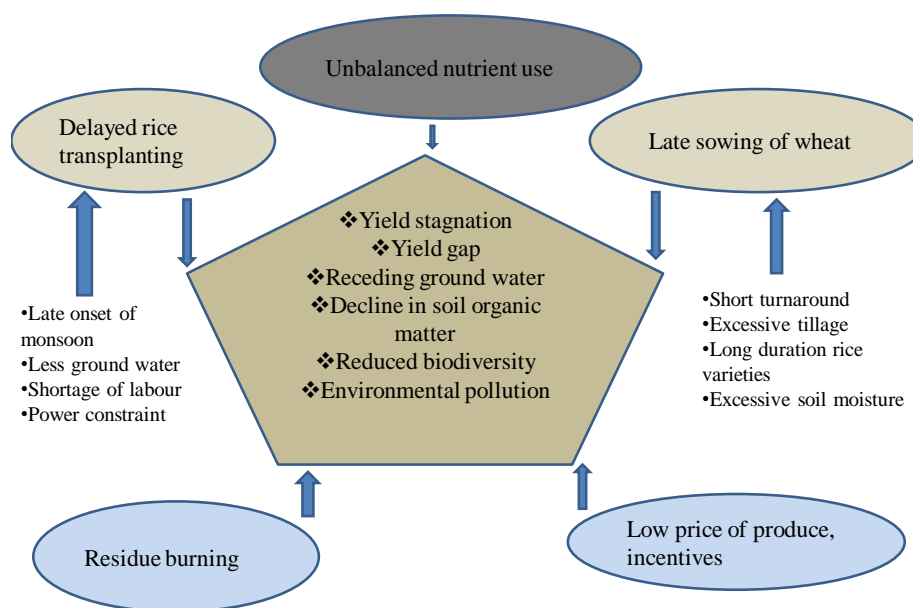 Unbalanced nutrient use
Delayed rice
transplanting
Late sowing of wheat
❖Yield stagnation
❖Yield gap
❖Receding ground water
❖Decline in soil organic
matter
❖Reduced biodiversity
❖Environmental pollution
•Late onset of
monsoon
•Less ground water
•Shortage of labour
•Power constraint
•Short turnaround
•Excessive tillage
•Long duration rice
varieties
•Excessive soil moisture
Residue burning
Low price of produce,
incentives